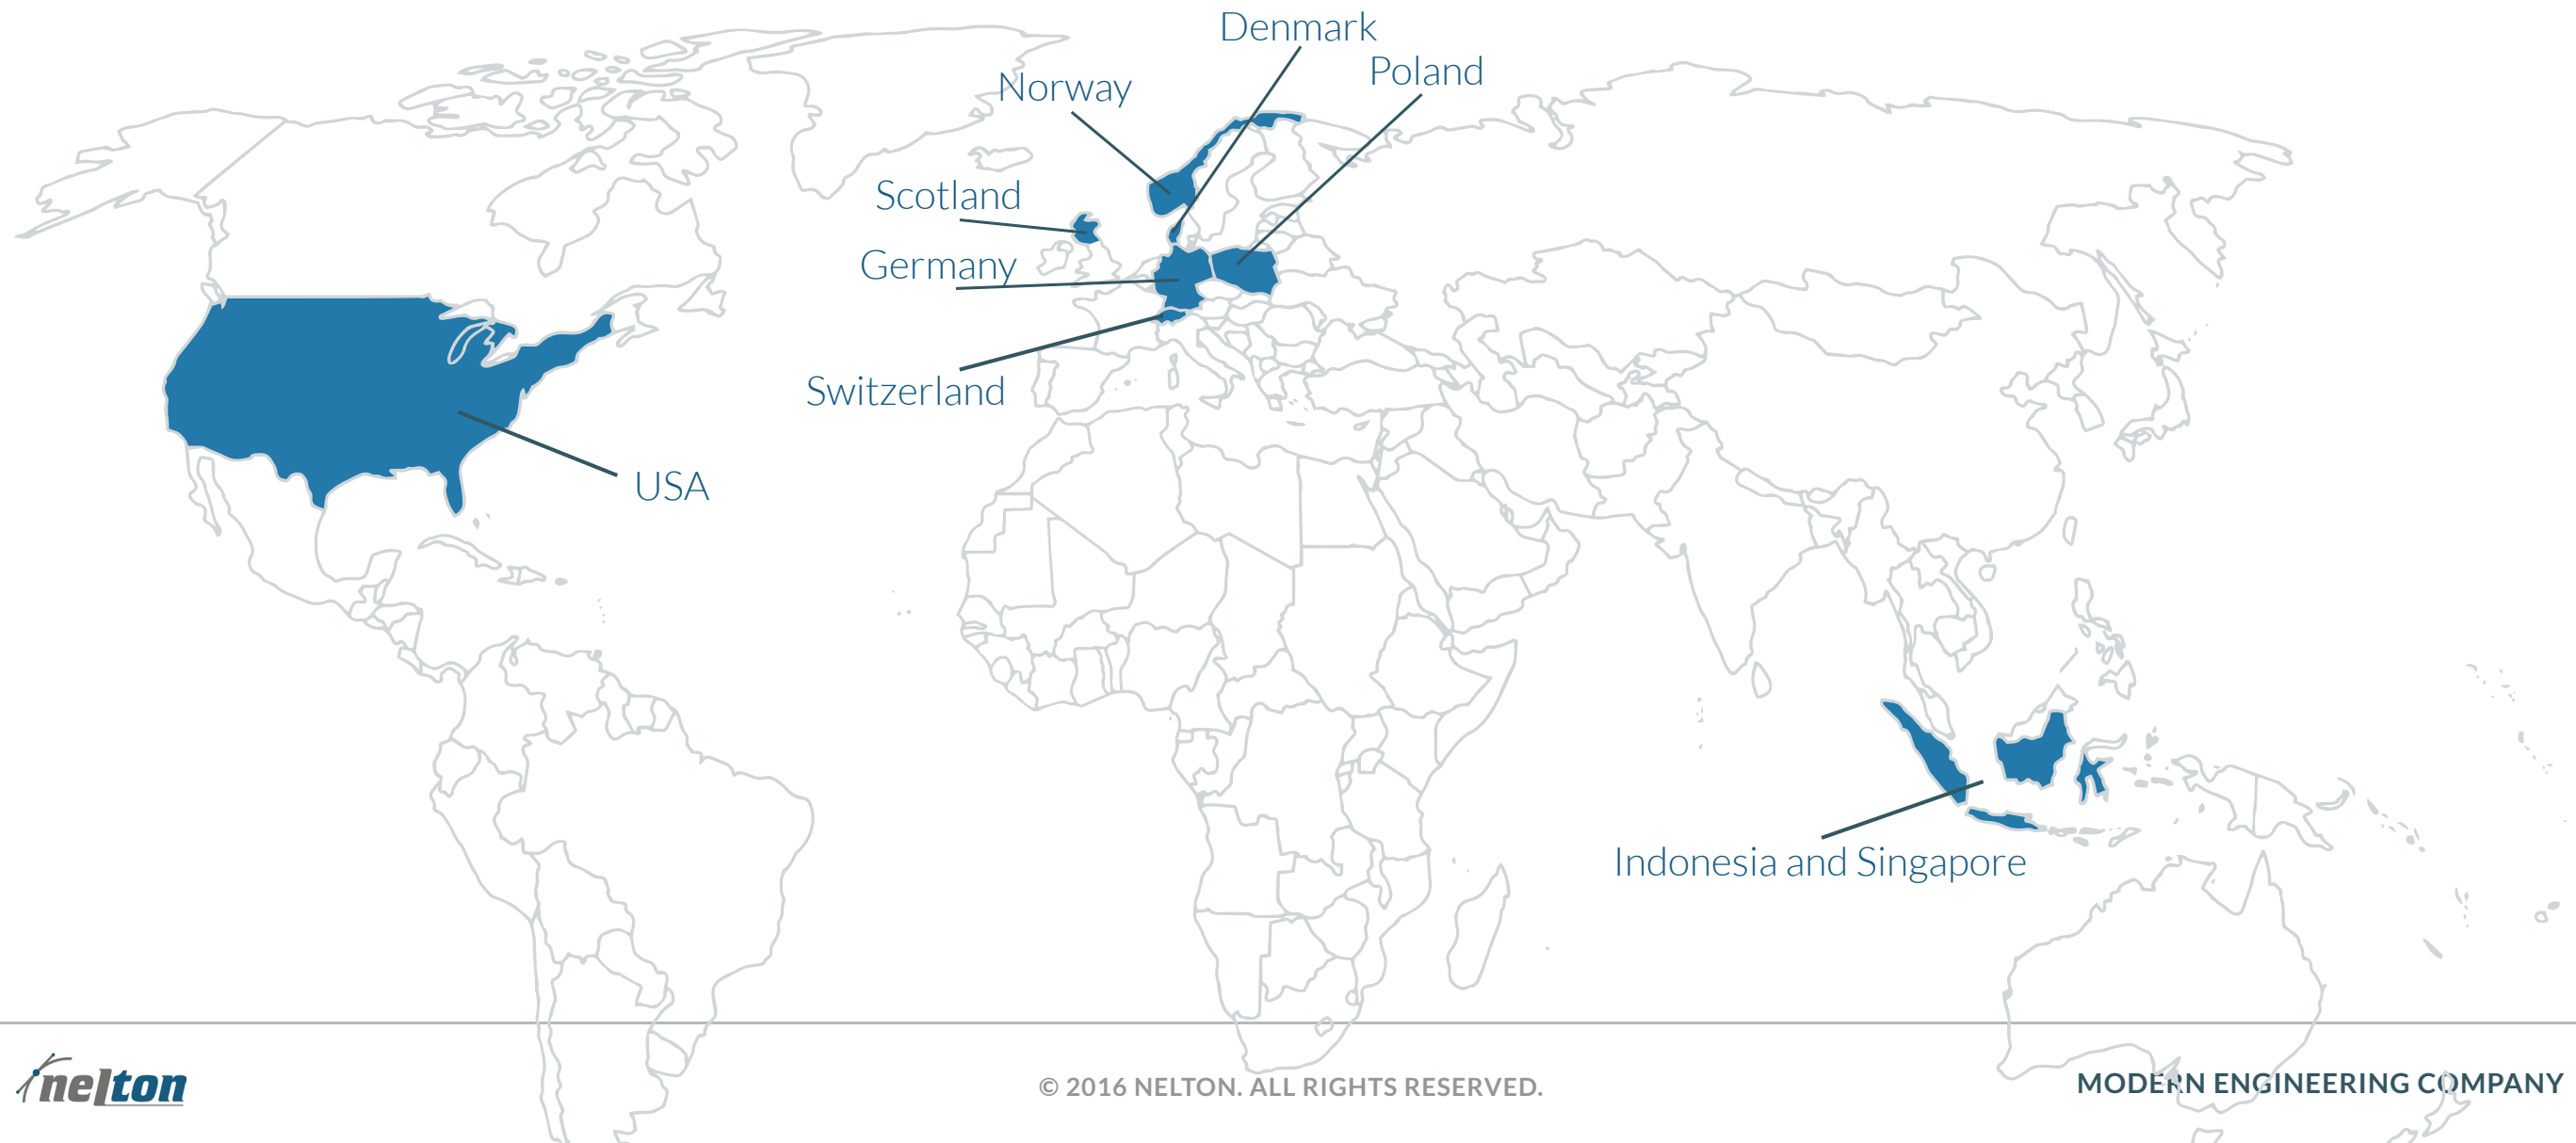 Denmark
Poland
Norway
Scotland
Germany
Switzerland
USA
Indonesia and Singapore
nelton
© 2016 NELTON. ALL RIGHTS RESERVED.
MODERN ENGINEERING COMPANY